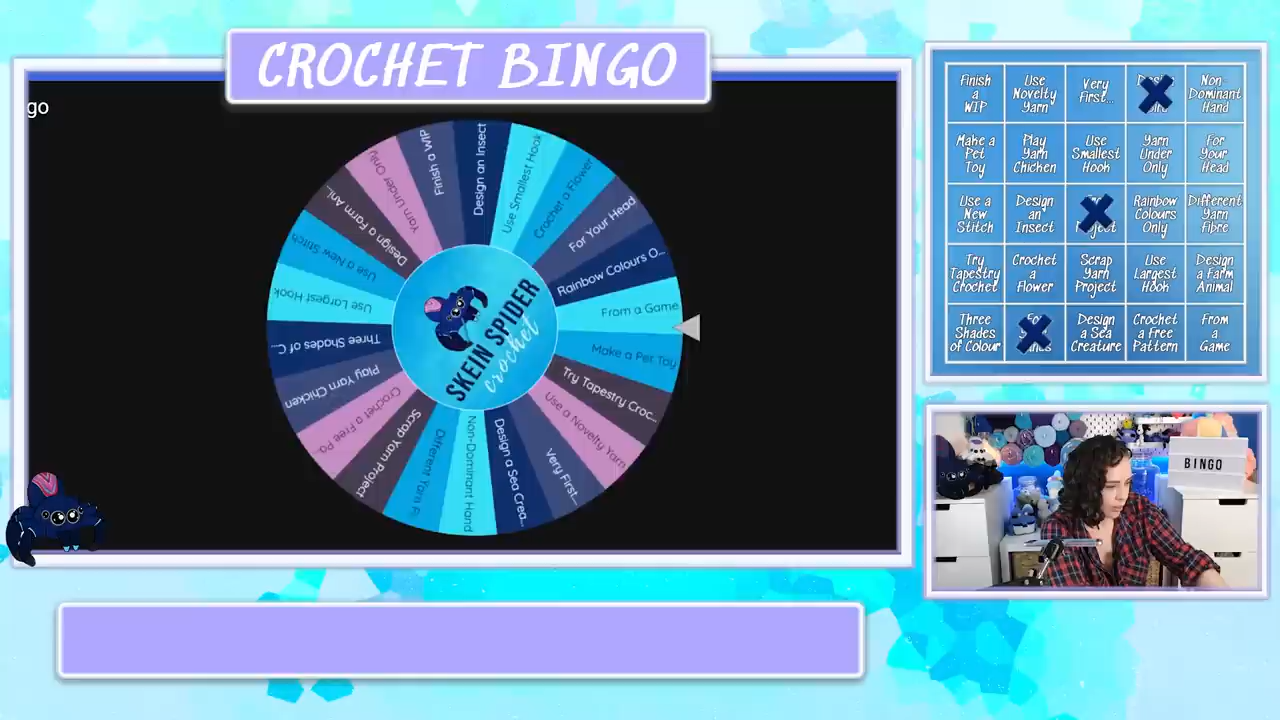 CROCHET BINGO
go
Finish a WIP
Design an Insect
Use Smallest Hook
Crochet a Flower
For Your Head
Rainbow Colours O...
From a Game
Make a Pet Toy
Try Tapestry Croc...
Use a Novelty Yarn
Very First...
Design a Sea Crea...
Non-Dominant Hand
Different Yarn F...
Scrap Yarn Project
Crochet a Free Po...
Play Yarn Chicken
Three Shades of C...
Use Largest Hook
Use a New Stitch
Design a Farm Ani...
Yarn Under Only
SKEIN SPIDER
crochet
Finish
a
WIP
Use
Novelty
Yarn
Very
First...
Non-
Dominant
Hand
Make a
Pet
Toy
Play
Yarn
Chicken
Use
Smallest
Hook
Yarn
Under
Only
For
Your
Head
Use a
New
Stitch
Design
an
Insect
Rainbow
Colours
Only
Different
Yarn
Fibre
Try
Tapestry
Crochet
Crochet
a
Flower
Scrap
Yarn
Project
Use
Largest
Hook
Design
a Farm
Animal
Three
Shades
of Colour
Design
a Sea
Creature
Crochet
a Free
Pattern
From
a
Game
BINGO